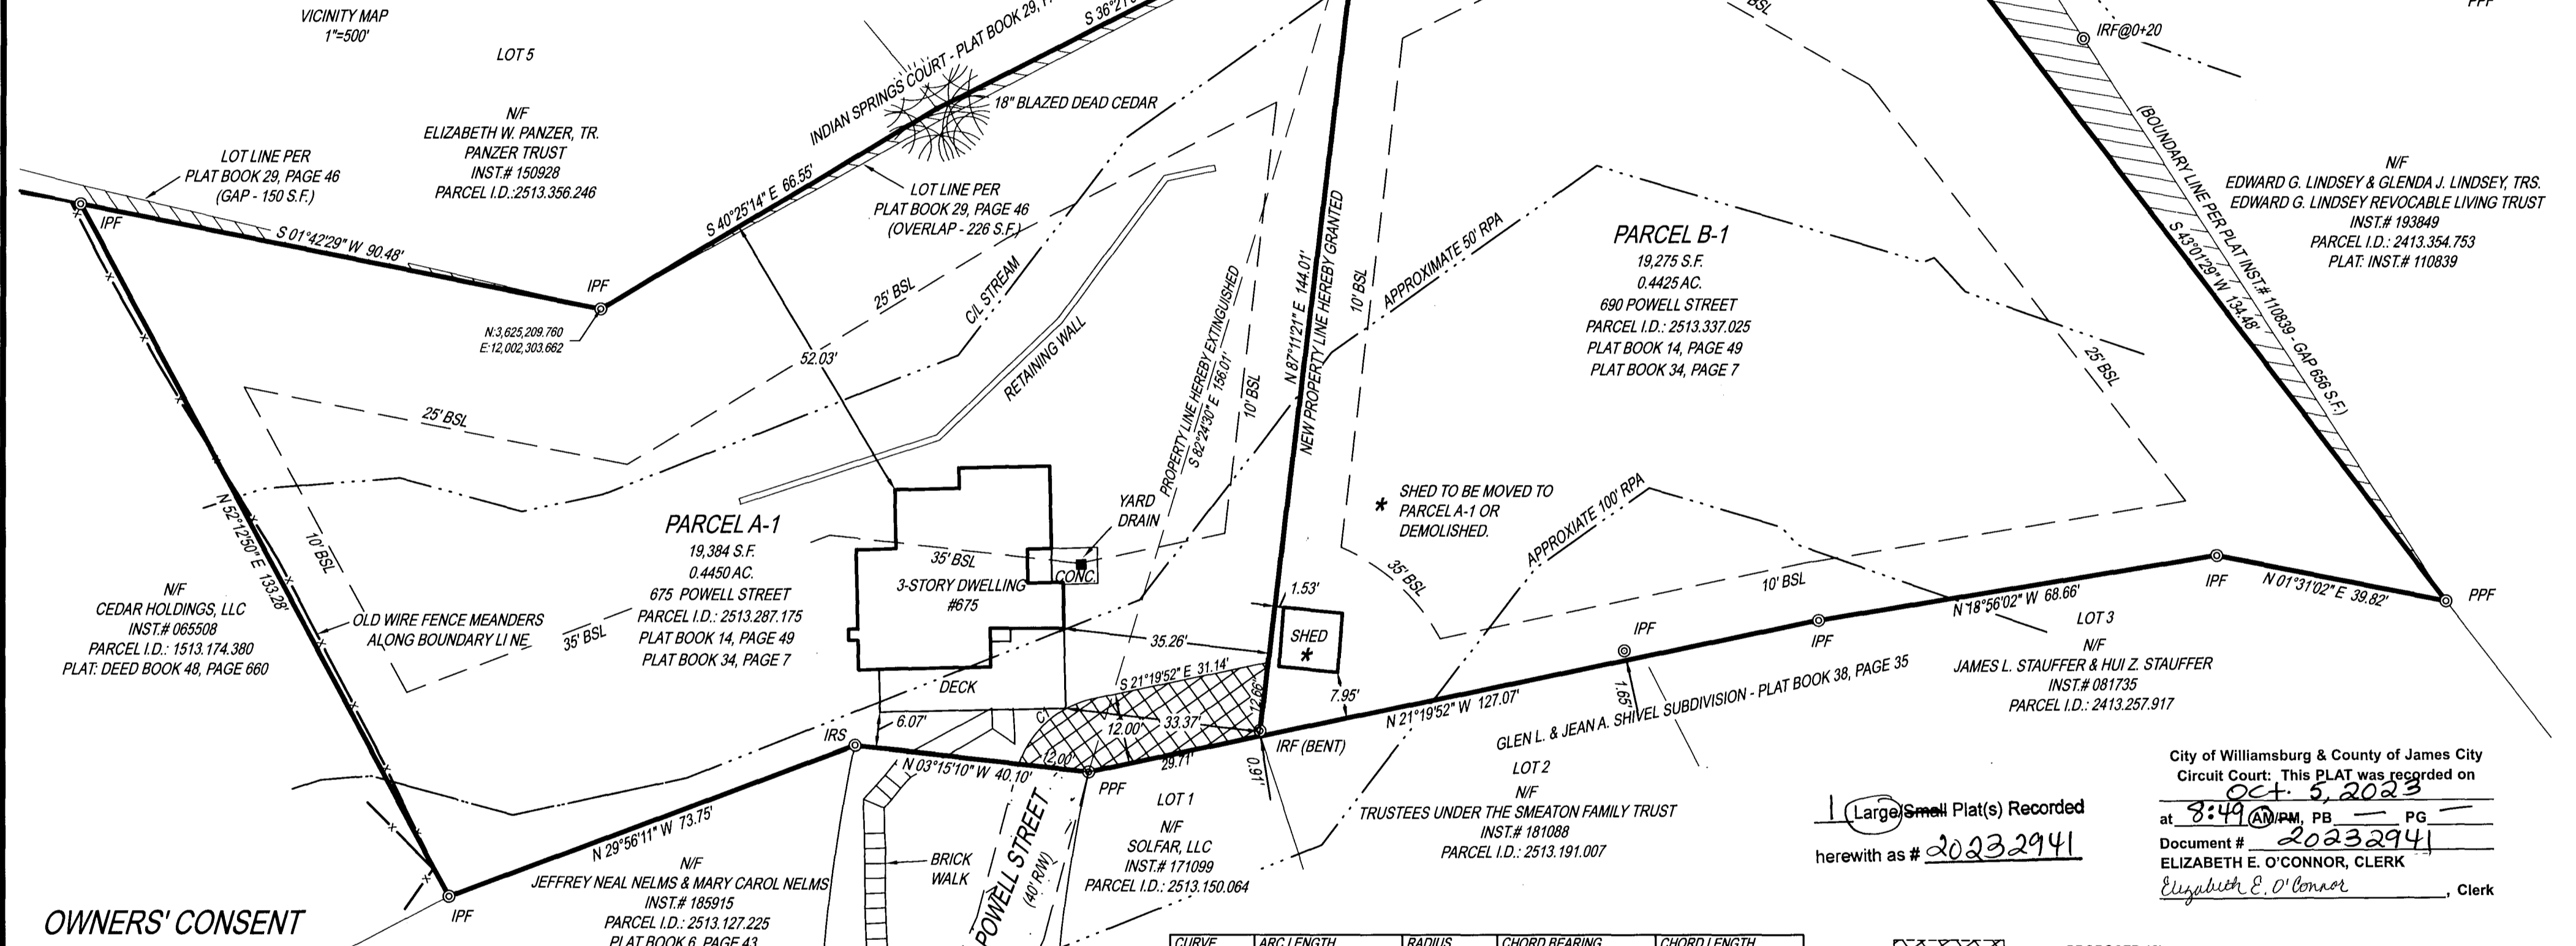 VICINITY MAP
1"=500'
LOT 5
N/F
ELIZABETH W. PANZER, TR.
PANZER TRUST
INST.# 150928
PARCEL I.D.:2513.356.246
LOT LINE PER
PLAT BOOK 29, PAGE 46
(GAP - 150 S.F.)
IPF
S 01°42'29" W 90.48'
IPF
N:3,625,209.760
E:12,002,303.662
INDIAN SPRINGS COURT - PLAT BOOK 29,
S 40°25'14" E 66.55'
18" BLAZED DEAD CEDAR
LOT LINE PER
PLAT BOOK 29, PAGE 46
(OVERLAP - 226 S.F.)
25' BSL
C/L STREAM
RETAINING WALL
52.03'
25' BSL
PROPERTY LINE HEREBY EXTINGUISHED
S 82°24'30" E 156.01'
10' BSL
N 87°11'21" E 144.01'
NEW PROPERTY LINE HEREBY GRANTED
10' BSL
APPROXIMATE 50' RPA
BSL
PARCEL B-1
19,275 S.F.
0.4425 AC.
690 POWELL STREET
PARCEL I.D.: 2513.337.025
PLAT BOOK 14, PAGE 49
PLAT BOOK 34, PAGE 7
IRF@0+20
(BOUNDARY LINE PER PLAT INST.# 110839 - GAP 656 S.F.)
S 43°01'29" W 134.48'
25' BSL
N/F
EDWARD G. LINDSEY & GLENDA J. LINDSEY, TRS.
EDWARD G. LINDSEY REVOCABLE LIVING TRUST
INST.# 193849
PARCEL I.D.: 2413.354.753
PLAT: INST.# 110839
N 52°12'50" E 133.28'
10' BSL
N/F
CEDAR HOLDINGS, LLC
INST.# 065508
PARCEL I.D.: 1513.174.380
PLAT: DEED BOOK 48, PAGE 660
OLD WIRE FENCE MEANDERS
ALONG BOUNDARY LI NE
35' BSL
PARCEL A-1
19,384 S.F.
0.4450 AC.
675 POWELL STREET
PARCEL I.D.: 2513.287.175
PLAT BOOK 14, PAGE 49
PLAT BOOK 34, PAGE 7
35' BSL
3-STORY DWELLING
#675
YARD
DRAIN
CONC.
DECK
6.07'
35.26'
1.53'
SHED
*
7.95'
* SHED TO BE MOVED TO
PARCEL A-1 OR
DEMOLISHED.
35' BSL
APPROXIATE 100' RPA
10' BSL
S 21°19'52" E 31.14'
12.66'
33.37'
12.00'
12.00'
C1
29.71'
0.91'
IRS
N 03°15'10" W 40.10'
PPF
IRF (BENT)
N 21°19'52" W 127.07'
IPF
1.65'
IPF
N 18°56'02" W 68.66'
IPF
N 01°31'02" E 39.82'
PPF
GLEN L. & JEAN A. SHIVEL SUBDIVISION - PLAT BOOK 38, PAGE 35
LOT 3
N/F
JAMES L. STAUFFER & HUI Z. STAUFFER
INST.# 081735
PARCEL I.D.: 2413.257.917
LOT 2
N/F
TRUSTEES UNDER THE SMEATON FAMILY TRUST
INST.# 181088
PARCEL I.D.: 2513.191.007
LOT 1
N/F
SOLFAR, LLC
INST.# 171099
PARCEL I.D.: 2513.150.064
POWELL STREET
(40' R/W)
BRICK
WALK
N 29°56'11" W 73.75'
IPF
N/F
JEFFREY NEAL NELMS & MARY CAROL NELMS
INST.# 185915
PARCEL I.D.: 2513.127.225
PLAT BOOK 6, PAGE 43
OWNERS' CONSENT
1 Large/Small Plat(s) Recorded
herewith as # 20232941
City of Williamsburg & County of James City
Circuit Court: This PLAT was recorded on
Oct. 5, 2023
at 8:49 AM/PM, PB — PG —
Document # 20232941
ELIZABETH E. O'CONNOR, CLERK
Elizabeth E. O'Connor, Clerk
CURVE ARC LENGTH RADIUS CHORD BEARING CHORD LENGTH